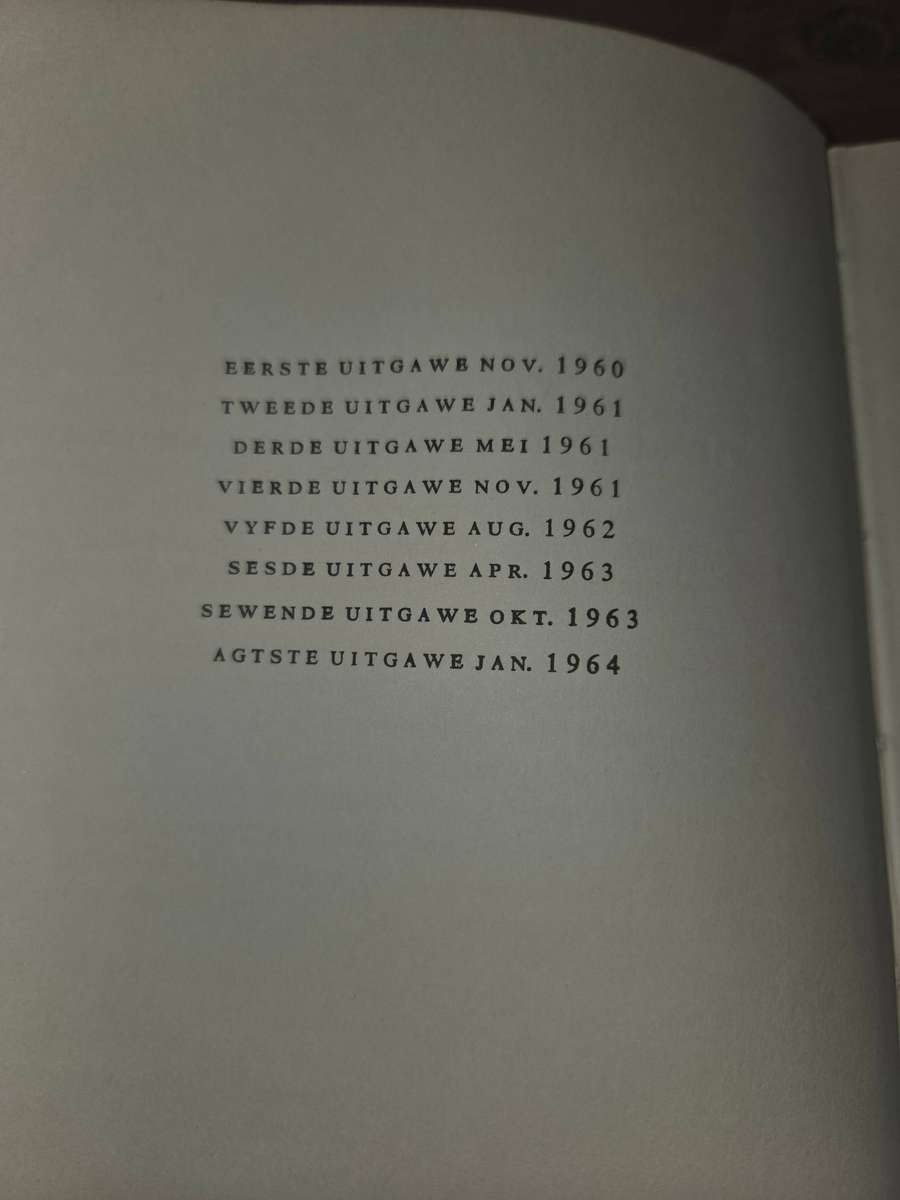 EERSTE UITGAWE NOV. 1960
TWEEDE UITGAWE JAN. 1961
DERDE UITGAWE MEI 1961
VIERDE UITGAWE NOV. 1961
VYFDE UITGAWE AUG. 1962
SESDE UITGAWE APR. 1963
SEWENDE UITGAWE OKT. 1963
AGTSTE UITGAWE JAN. 1964